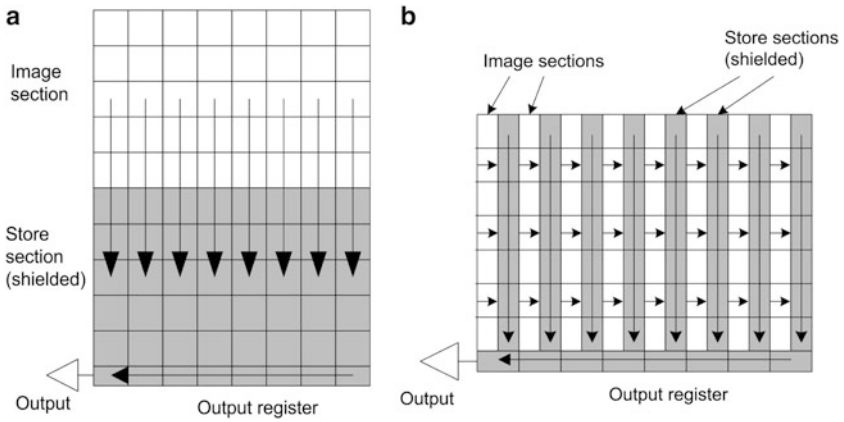 a
Image
section
Store
section
(shielded)
Output
Output register
b
Image sections
Store sections
(shielded)
Output
Output register